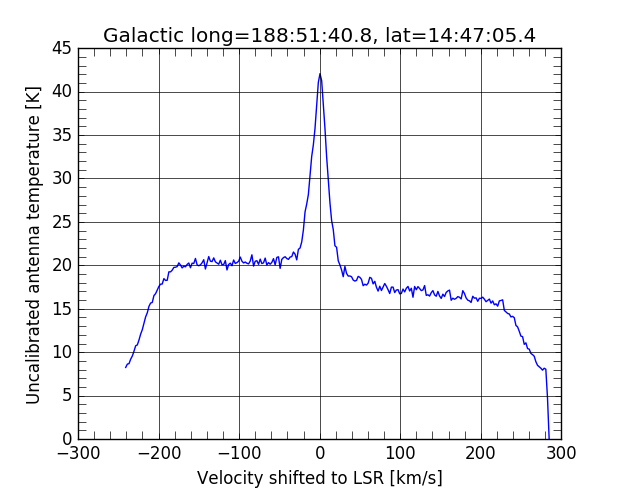 Galactic long=188:51:40.8, lat=14:47:05.4
Uncalibrated antenna temperature [K]
45
40
35
30
25
20
15
10
5
0
−300 −200 −100 0 100 200 300
Velocity shifted to LSR [km/s]